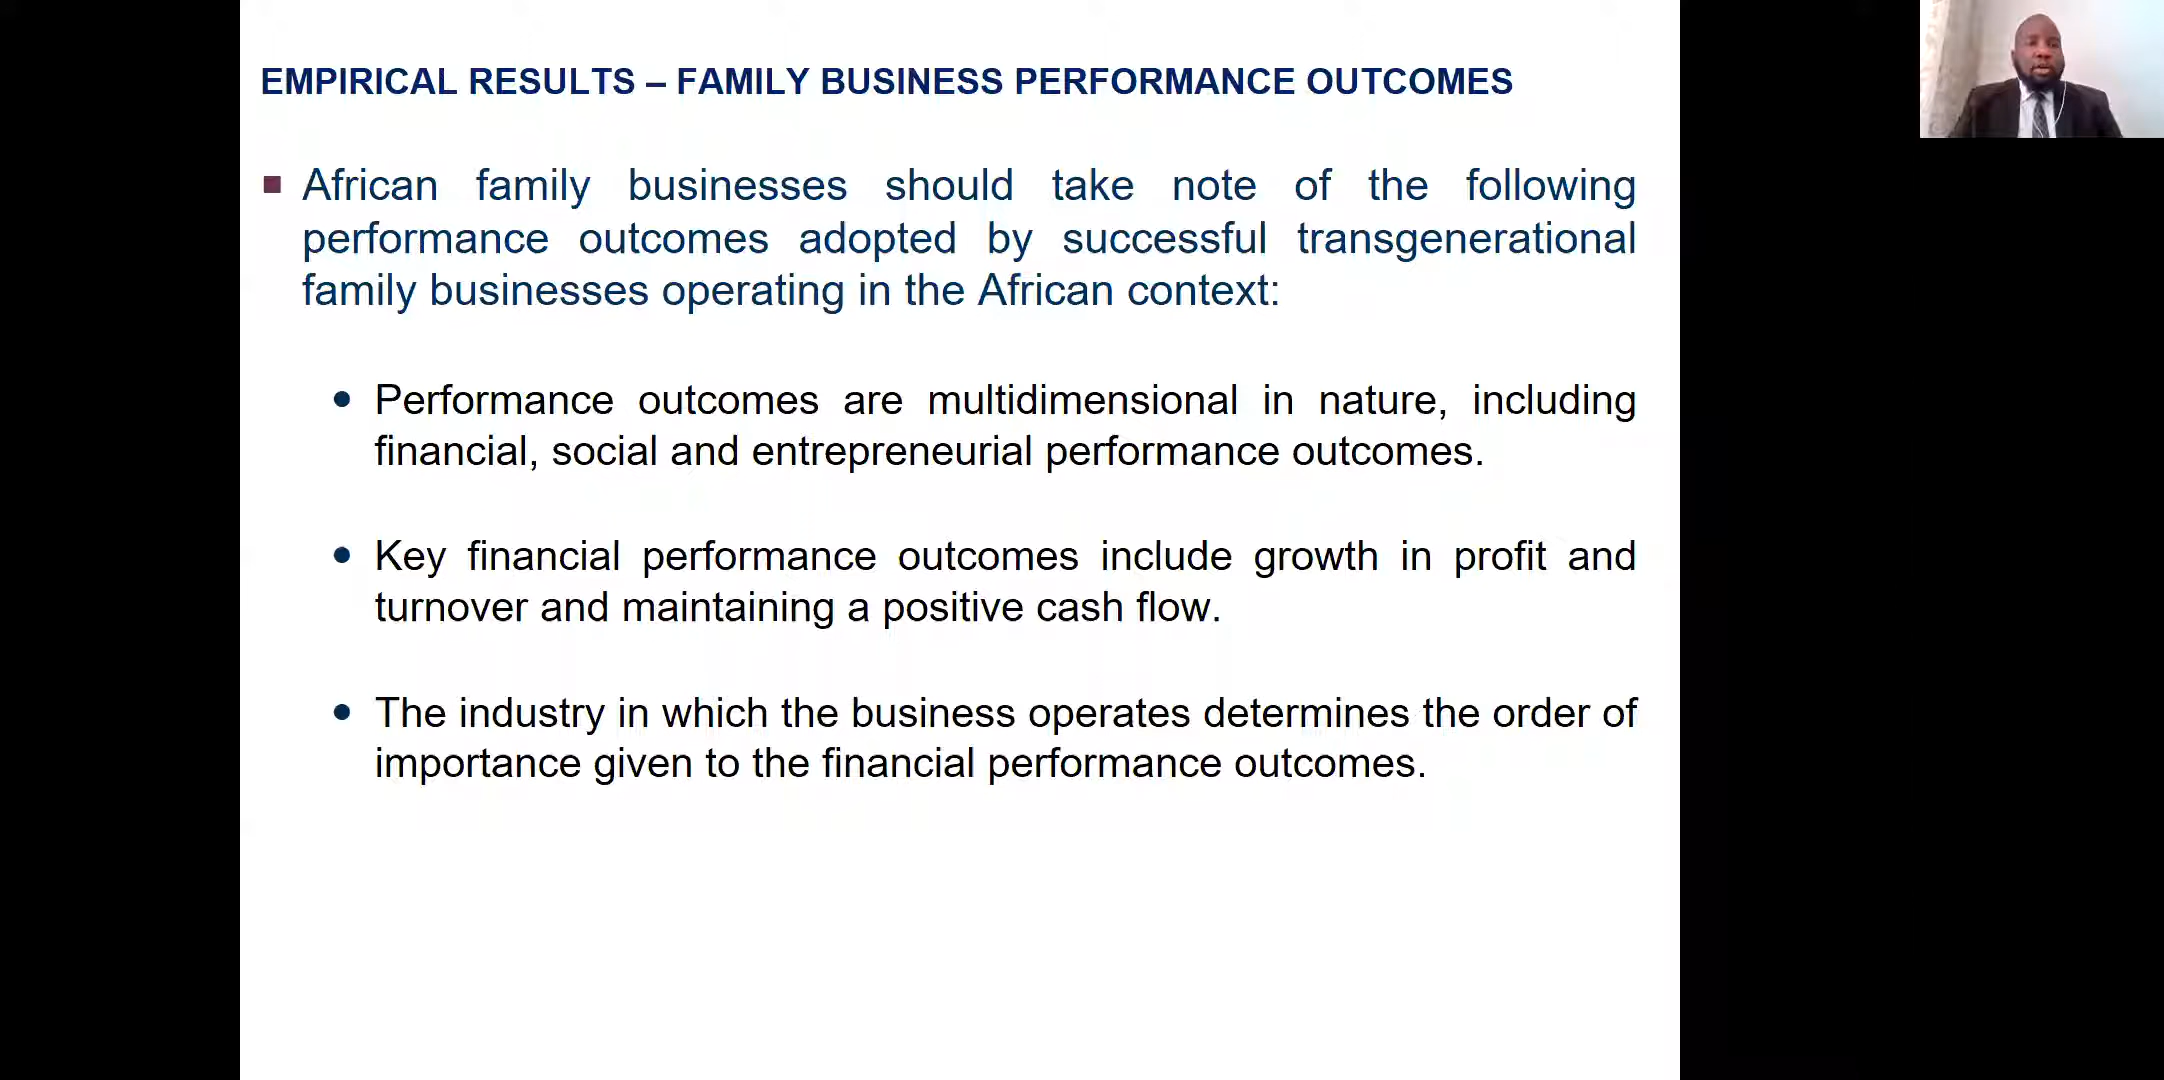 EMPIRICAL RESULTS – FAMILY BUSINESS PERFORMANCE OUTCOMES
African family businesses should take note of the following
performance outcomes adopted by successful transgenerational
family businesses operating in the African context:
Performance outcomes are multidimensional in nature, including
financial, social and entrepreneurial performance outcomes.
Key financial performance outcomes include growth in profit and
turnover and maintaining a positive cash flow.
The industry in which the business operates determines the order of
importance given to the financial performance outcomes.